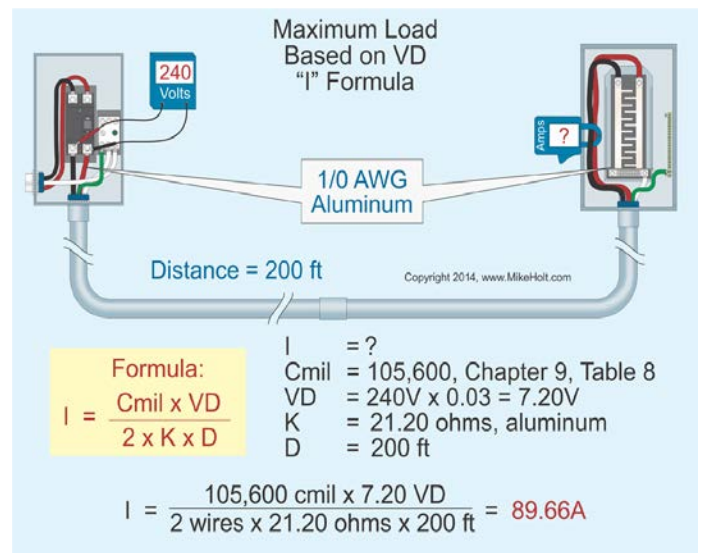 Maximum Load
Based on VD
"I" Formula
240
Volts
Amps
?
1/0 AWG
Aluminum
Distance = 200 ft
Copyright 2014, www.MikeHolt.com
Formula:
I = Cmil x VD
2 x K x D
I = ?
Cmil = 105,600, Chapter 9, Table 8
VD = 240V x 0.03 = 7.20V
K = 21.20 ohms, aluminum
D = 200 ft
I = 105,600 cmil x 7.20 VD = 89.66A
2 wires x 21.20 ohms x 200 ft